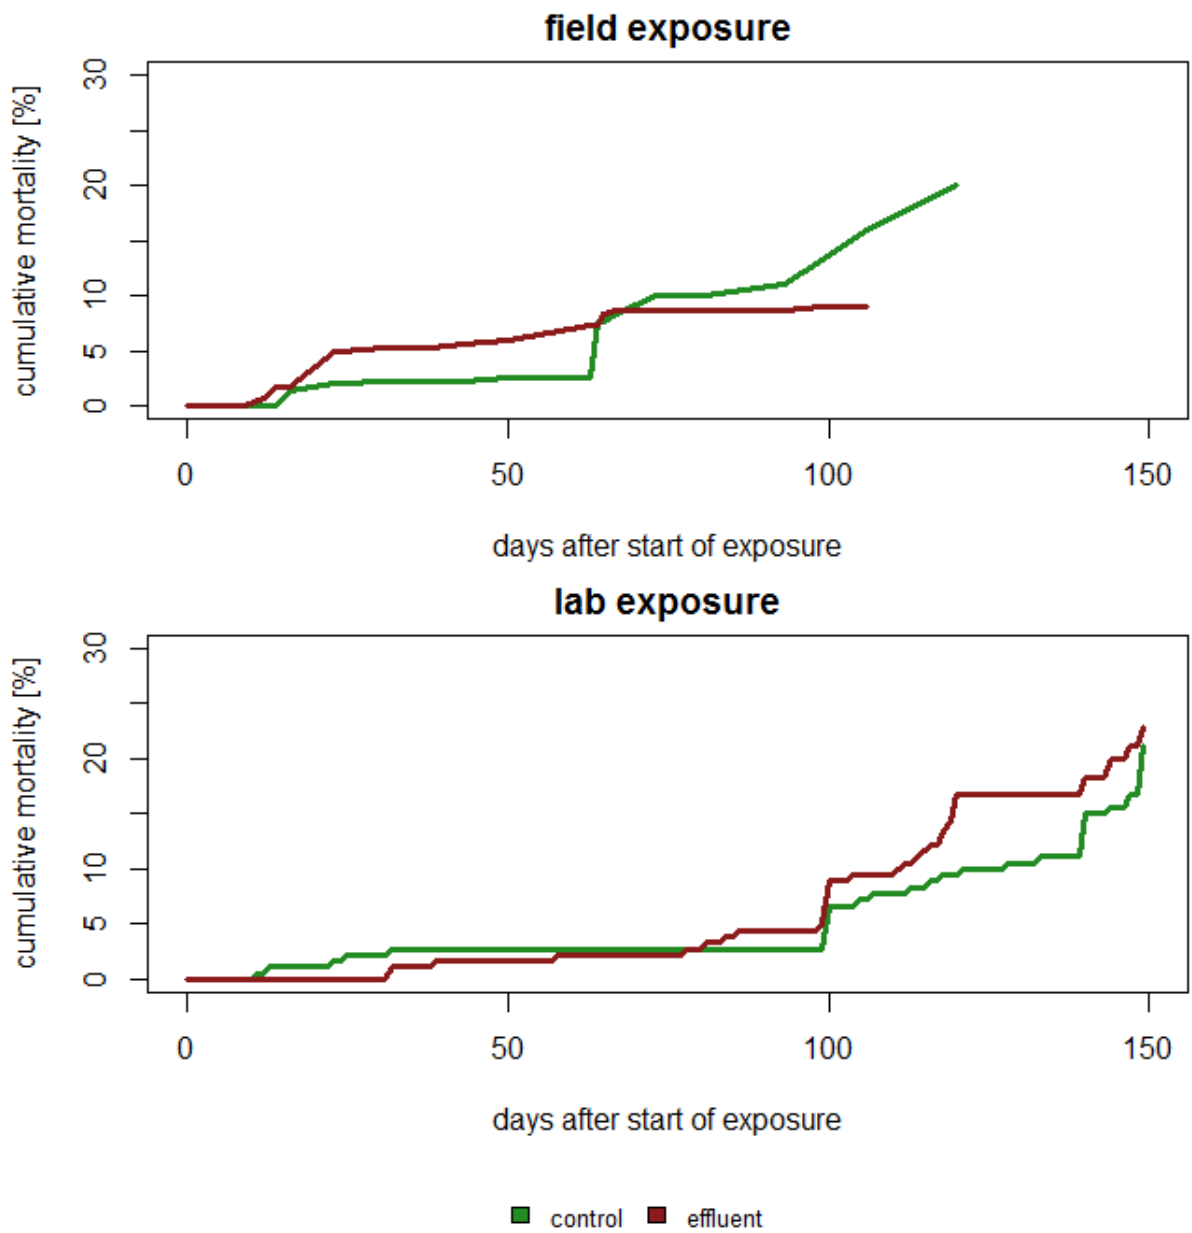 field exposure
cumulative mortality [%]
30
20
10
5
0
0 50 100 150
days after start of exposure
lab exposure
cumulative mortality [%]
30
20
10
5
0
0 50 100 150
days after start of exposure
control effluent